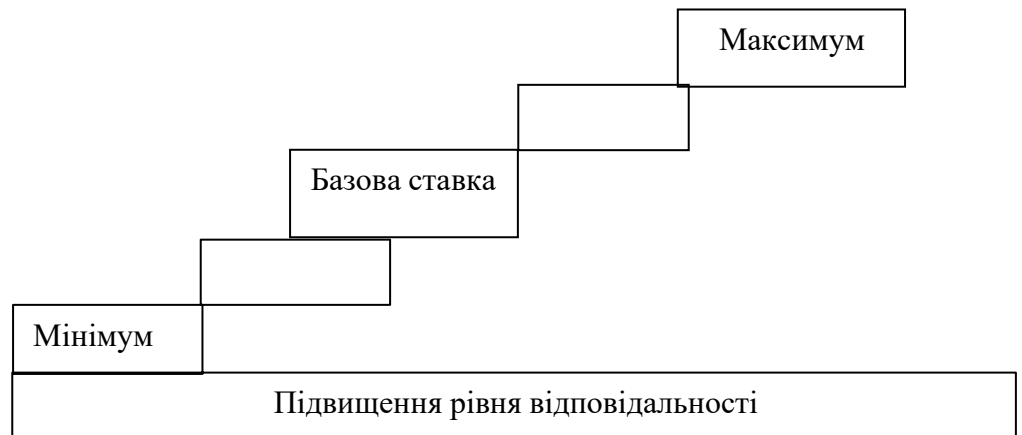 Максимум
Базова ставка
Мінімум
Підвищення рівня відповідальності